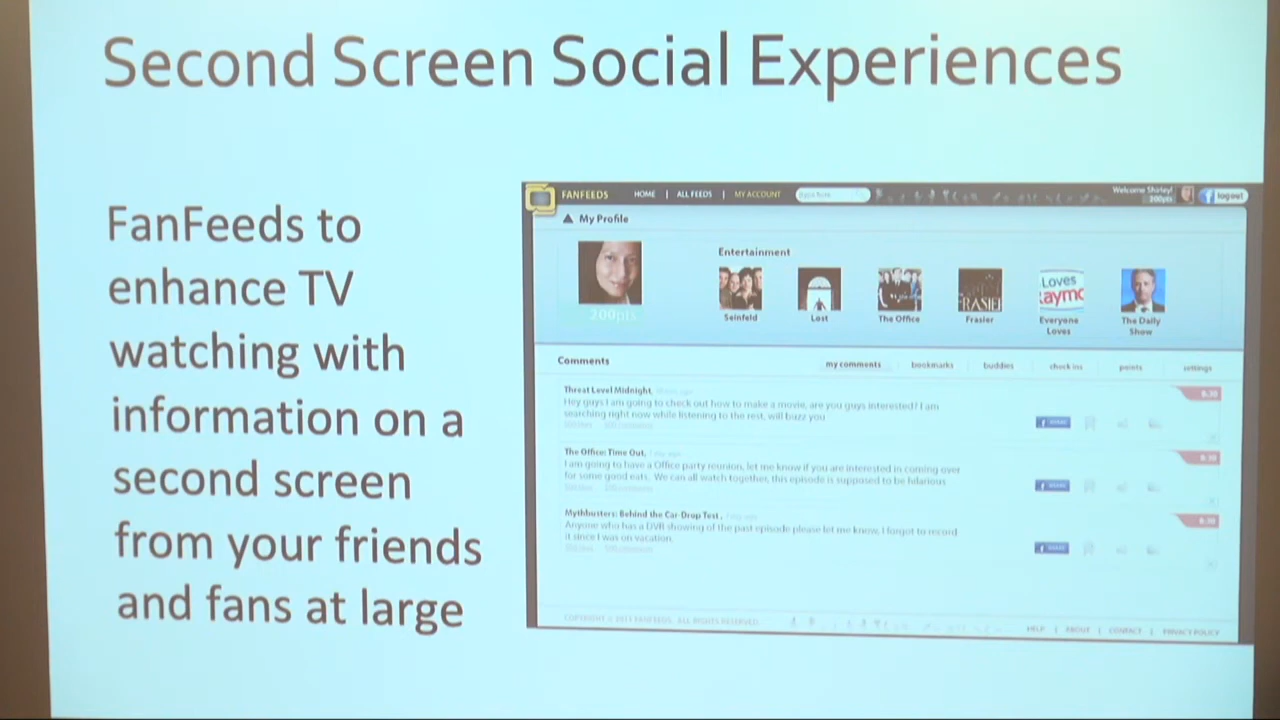 Second Screen Social Experiences
FanFeeds to
enhance TV
watching with
information on a
second screen
from your friends
and fans at large
FANFEEDS HOME | ALL FEEDS | MY ACCOUNT
Welcome Shirley!
200pts
logout
My Profile
200pts
Entertainment
Seinfeld Lost The Office Frasier Everyone Loves The Daily Show
FRASIER
Loves
Raymo
Comments my comments bookmarks buddies check ins points settings
Threat Level Midnight,
Hey guys I am going to check out how to make a movie, are you guys interested? I am
searching right now while listening to the rest, will buzz you
The Office: Time Out,
I am going to have a Office party reunion, let me know if you are interested in coming over
for some good eats. We can all watch together, this episode is supposed to be hilarious
Mythbusters: Behind the Car-Drop Test,
Anyone who has a DVR showing of the past episode please let me know, I forgot to record
it since I was on vacation.
COPYRIGHT © 2011 FANFEEDS. ALL RIGHTS RESERVED.
HELP | ABOUT | CONTACT | PRIVACY POLICY